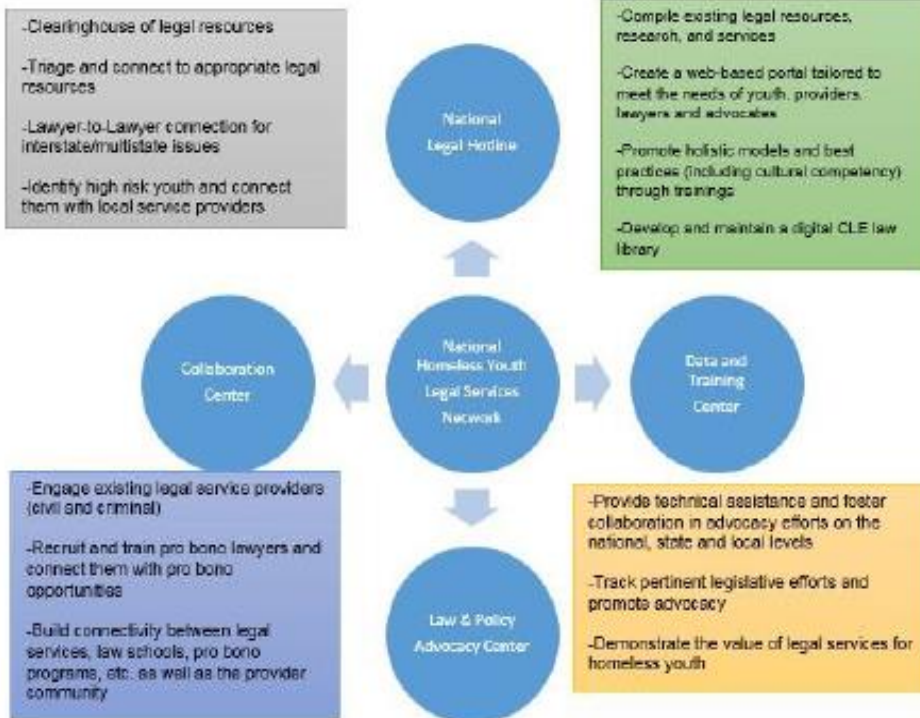 -Clearinghouse of legal resources
-Triage and connect to appropriate legal
resources
-Lawyer-to-Lawyer connection for
interstate/multistate issues
-Identify high risk youth and connect
them with local service providers
National
Legal Hotline
-Compile existing legal resources,
research, and services
-Create a web-based portal tailored to
meet the needs of youth, providers,
lawyers and advocates
-Promote holistic models and best
practices (including cultural competency)
through trainings
-Develop and maintain a digital CLE law
library
Collaboration
Center
National
Homeless Youth
Legal Services
Network
Data and
Training
Center
-Engage existing legal service providers
(civil and criminal)
-Recruit and train pro bono lawyers and
connect them with pro bono
opportunities
-Build connectivity between legal
services, law schools, pro bono
programs, etc. as well as the provider
community
Law & Policy
Advocacy Center
-Provide technical assistance and foster
collaboration in advocacy efforts on the
national, state and local levels
-Track pertinent legislative efforts and
promote advocacy
-Demonstrate the value of legal services for
homeless youth